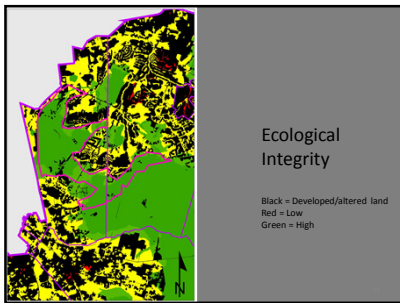 Ecological
Integrity
Black = Developed/altered land
Red = Low
Green = High
N